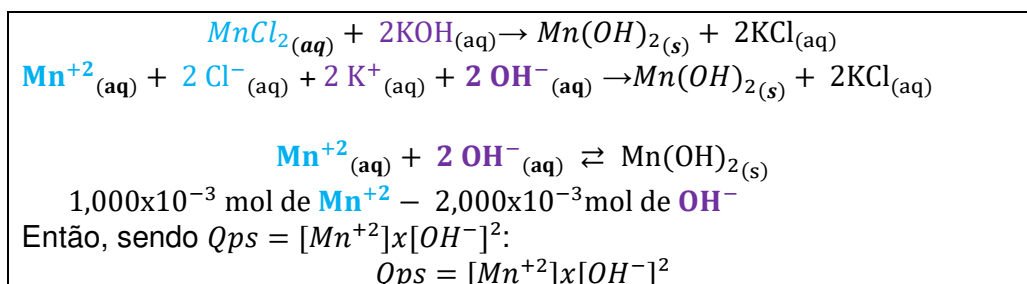 MnCl₂₍ₐq₎ + 2KOH₍ₐq₎→ Mn(OH)₂₍ₛ₎ + 2KCl₍ₐq₎
Mn⁺²₍ₐq₎ + 2 Cl⁻₍ₐq₎ + 2 K⁺₍ₐq₎ + 2 OH⁻₍ₐq₎ →Mn(OH)₂₍ₛ₎ + 2KCl₍ₐq₎
Mn⁺²₍ₐq₎ + 2 OH⁻₍ₐq₎ ⇄ Mn(OH)₂₍ₛ₎
1,000x10⁻³ mol de Mn⁺² − 2,000x10⁻³mol de OH⁻
Então, sendo Qps = [Mn⁺²]x[OH⁻]²:
Qps = [Mn⁺²]x[OH⁻]²